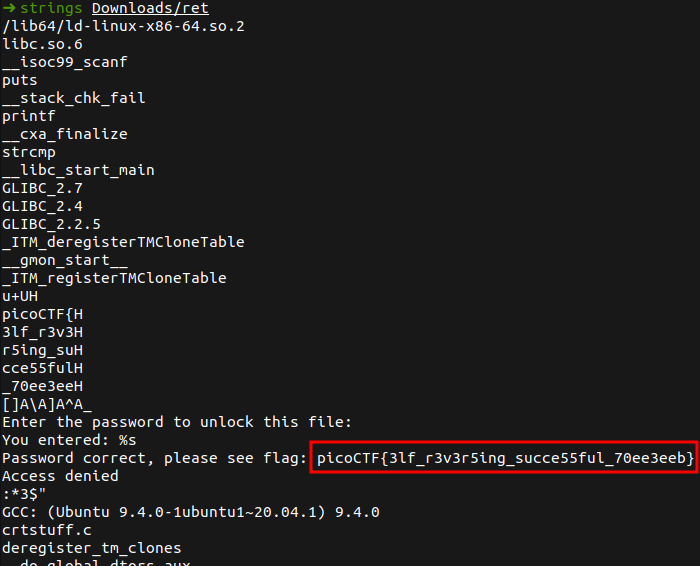 ➜ strings Downloads/ret
/lib64/ld-linux-x86-64.so.2
libc.so.6
__isoc99_scanf
puts
__stack_chk_fail
printf
__cxa_finalize
strcmp
__libc_start_main
GLIBC_2.7
GLIBC_2.4
GLIBC_2.2.5
_ITM_deregisterTMCloneTable
__gmon_start__
_ITM_registerTMCloneTable
u+UH
picoCTF{H
3lf_r3v3H
r5ing_suH
cce55fulH
_70ee3eeH
[]A\A]A^A_
Enter the password to unlock this file:
You entered: %s
Password correct, please see flag: picoCTF{3lf_r3v3r5ing_succe55ful_70ee3eeb}
Access denied
:*3$"
GCC: (Ubuntu 9.4.0-1ubuntu1~20.04.1) 9.4.0
crtstuff.c
deregister_tm_clones
__do_global_dtors_aux